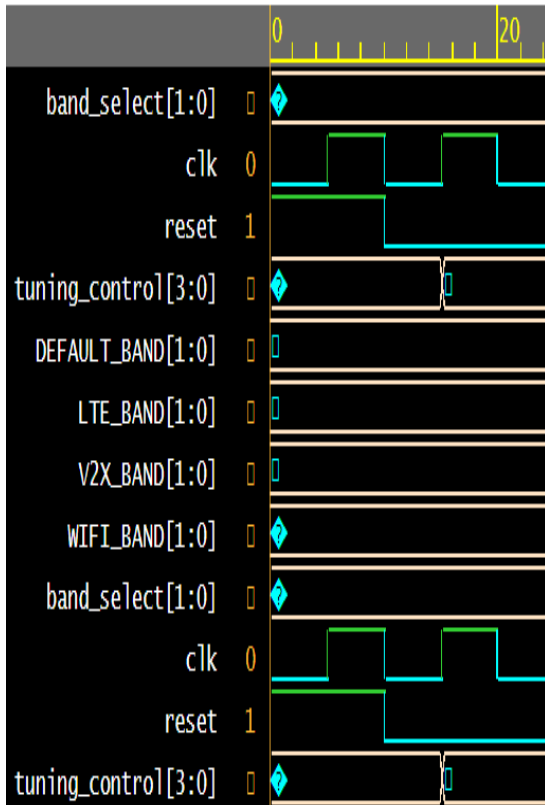 0 20
band_select[1:0]
clk 0
reset 1
tuning_control[3:0]
DEFAULT_BAND[1:0]
LTE_BAND[1:0]
V2X_BAND[1:0]
WIFI_BAND[1:0]
band_select[1:0]
clk 0
reset 1
tuning_control[3:0]